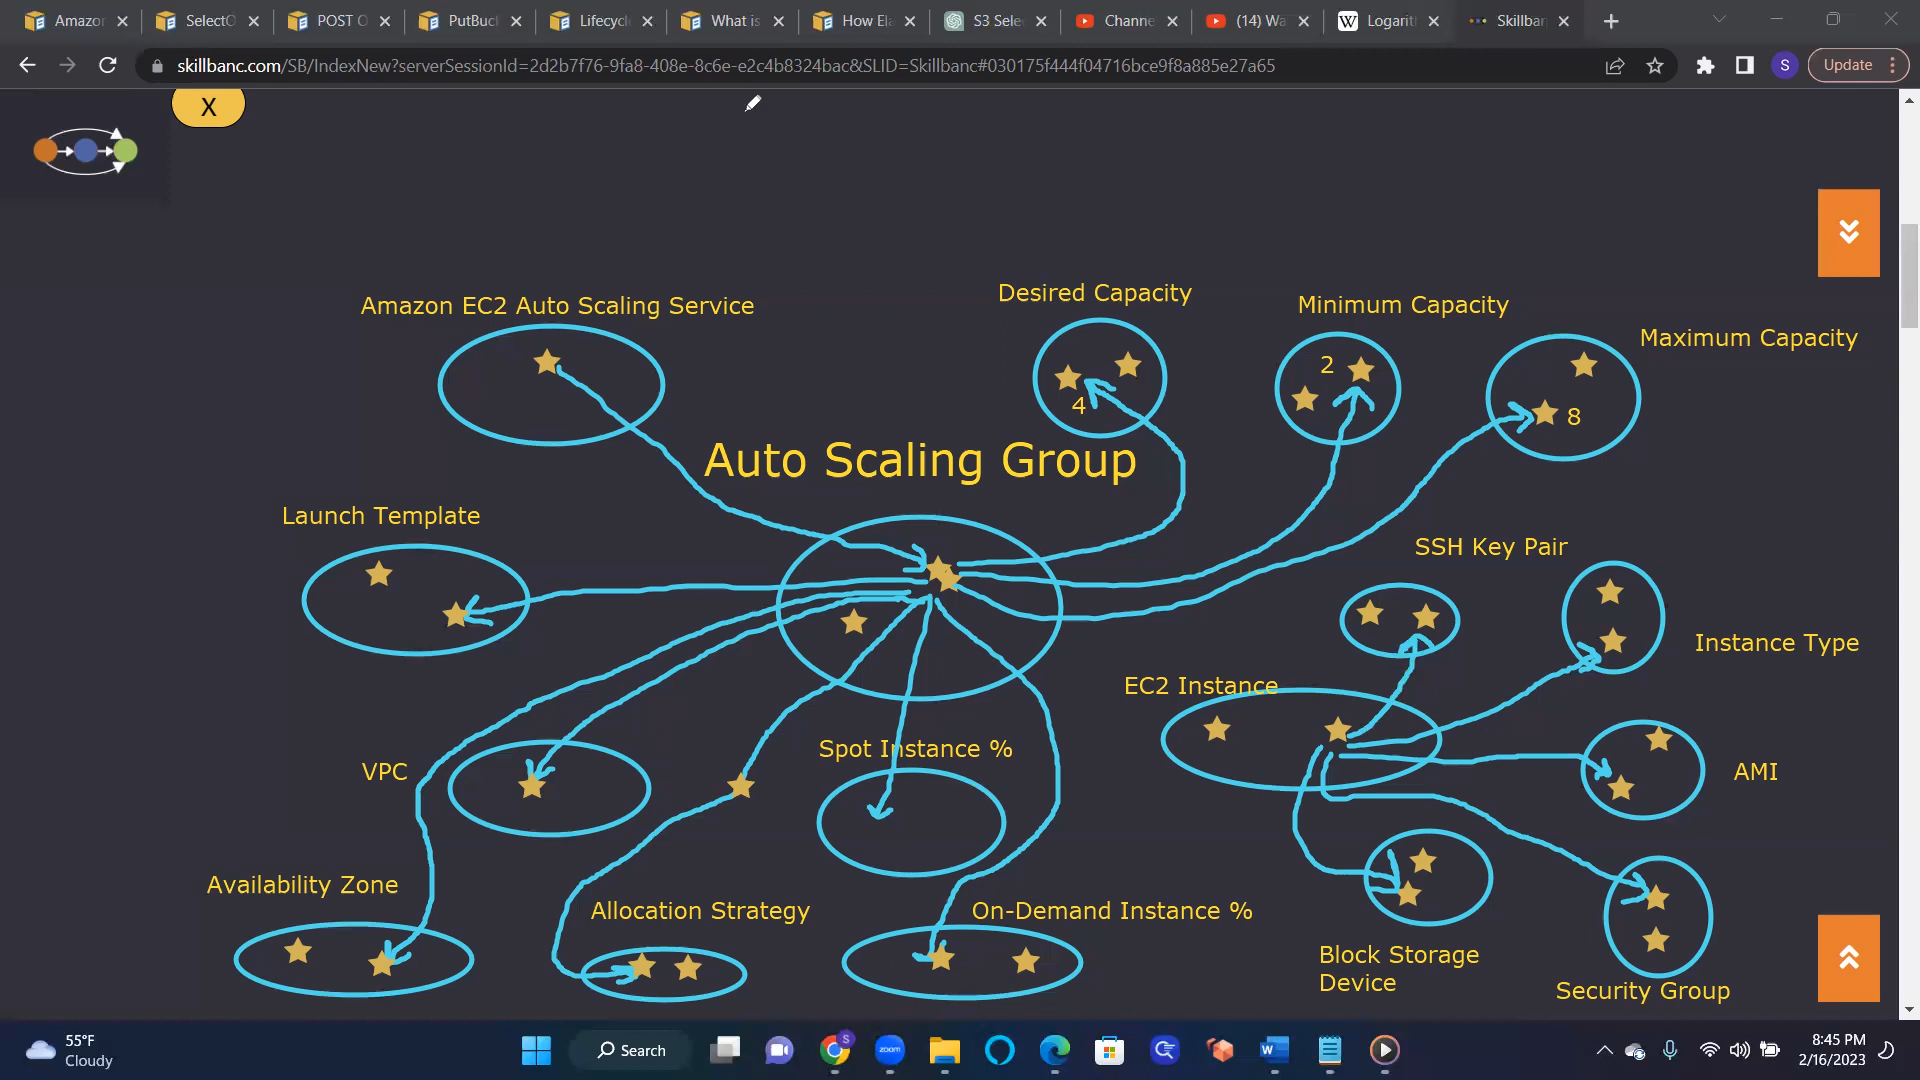 Amazon
SelectO
POST O
PutBuck
Lifecycl
What is
How Ela
S3 Sele
Channe
(14) Wa
Logarit
Skillban
skillbanc.com/SB/IndexNew?serverSessionId=2d2b7f76-9fa8-408e-8c6e-e2c4b8324bac&SLID=Skillbanc#030175f444f04716bce9f8a885e27a65
S
Update
X
Amazon EC2 Auto Scaling Service
Desired Capacity
Minimum Capacity
Maximum Capacity
2
4
8
Auto Scaling Group
Launch Template
SSH Key Pair
Instance Type
EC2 Instance
VPC
Spot Instance %
AMI
Availability Zone
Allocation Strategy
On-Demand Instance %
Block Storage
Device
Security Group
55°F
Cloudy
Search
S
zoom
W
8:45 PM
2/16/2023